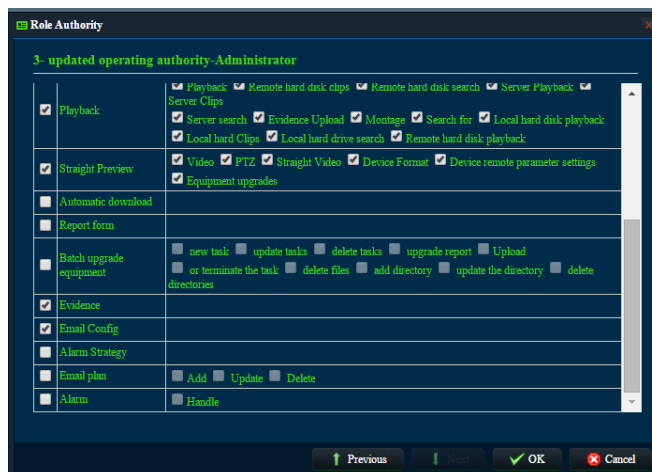 Role Authority
3- updated operating authority-Administrator
Playback
Playback Remote hard disk clips Remote hard disk search Server Playback
Server Clips
Server search Evidence Upload Montage Search for Local hard disk playback
Local hard Clips Local hard drive search Remote hard disk playback
Straight Preview
Video PTZ Straight Video Device Format Device remote parameter settings
Equipment upgrades
Automatic download
Report form
Batch upgrade
equipment
new task update tasks delete tasks upgrade report Upload
or terminate the task delete files add directory update the directory delete
directories
Evidence
Email Config
Alarm Strategy
Email plan
Add Update Delete
Alarm
Handle
Previous Next OK Cancel